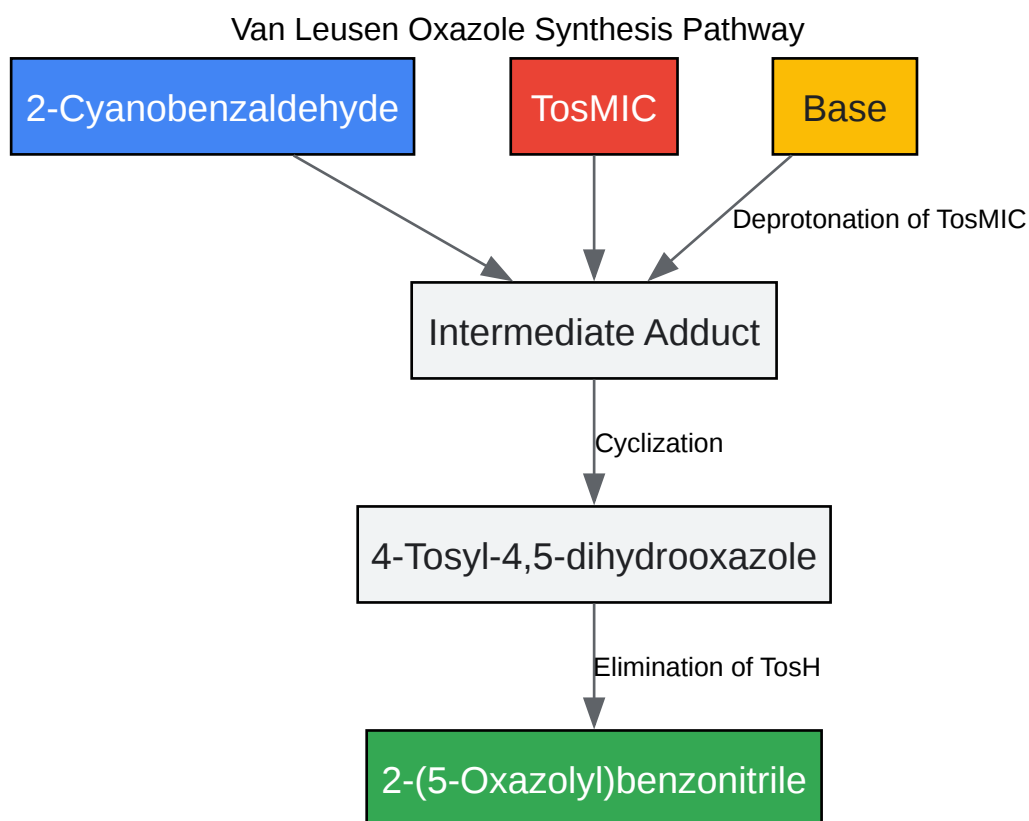 Van Leusen Oxazole Synthesis Pathway
2-Cyanobenzaldehyde
TosMIC
Base
Deprotonation of TosMIC
Intermediate Adduct
Cyclization
4-Tosyl-4,5-dihydrooxazole
Elimination of TosH
2-(5-Oxazolyl)benzonitrile